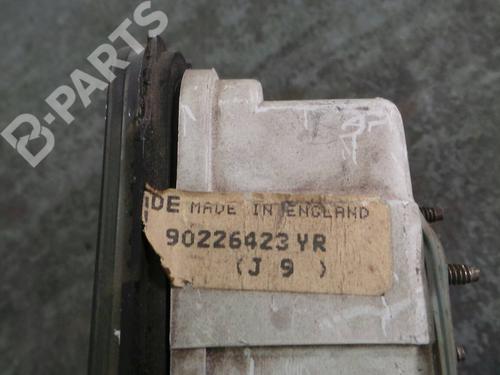 B-PARTS
DE MADE IN ENGLAND
90226423 YR
(J 9 )